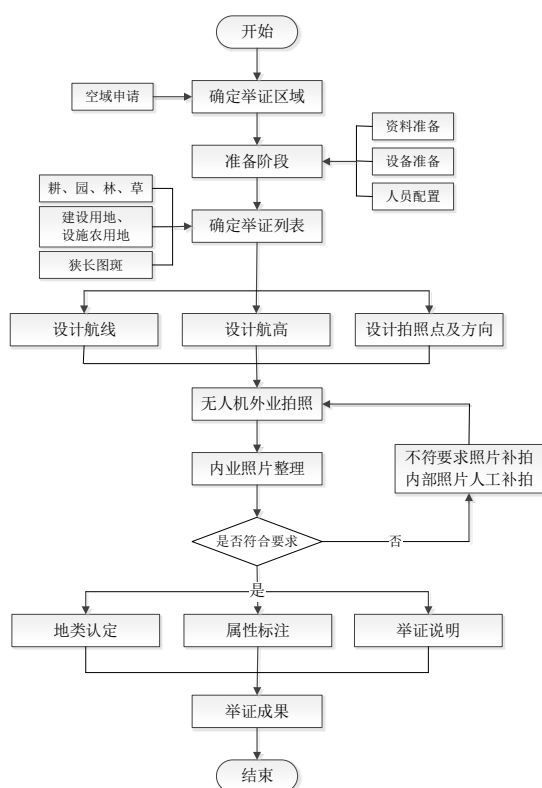 开始
空域申请
确定举证区域
资料准备
准备阶段
设备准备
人员配置
耕、园、林、草
建设用地、
设施农用地
确定举证列表
狭长图斑
设计航线
设计航高
设计拍照点及方向
无人机外业拍照
不符要求照片补拍
内部照片人工补拍
内业照片整理
是否符合要求
否
是
地类认定
属性标注
举证说明
举证成果
结束